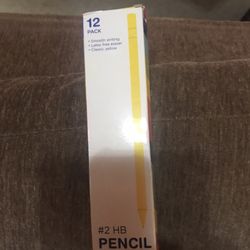 12
PACK
• Smooth writing
• Latex free eraser
• Classic yellow
#2 HB
PENCIL